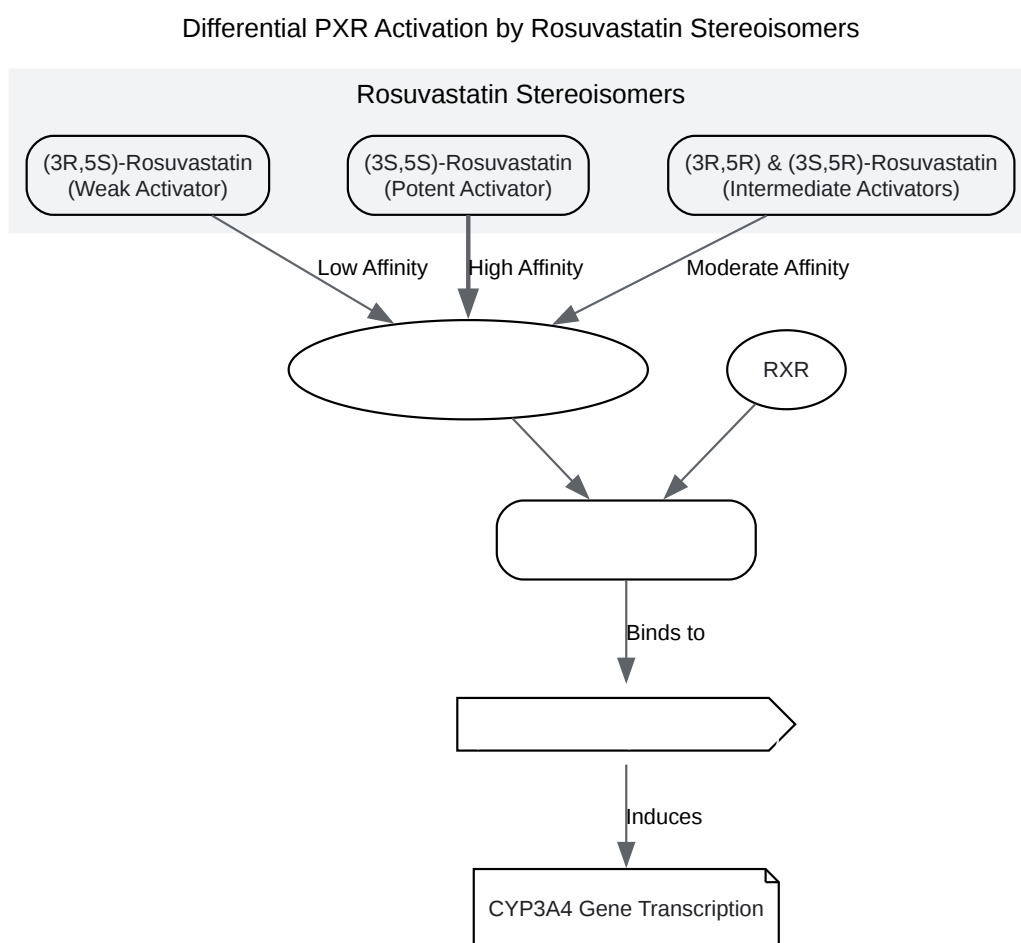 Differential PXR Activation by Rosuvastatin Stereoisomers
Rosuvastatin Stereoisomers
(3R,5S)-Rosuvastatin
(Weak Activator)
(3S,5S)-Rosuvastatin
(Potent Activator)
(3R,5R) & (3S,5R)-Rosuvastatin
(Intermediate Activators)
Low Affinity
High Affinity
Moderate Affinity
RXR
Binds to
Induces
CYP3A4 Gene Transcription